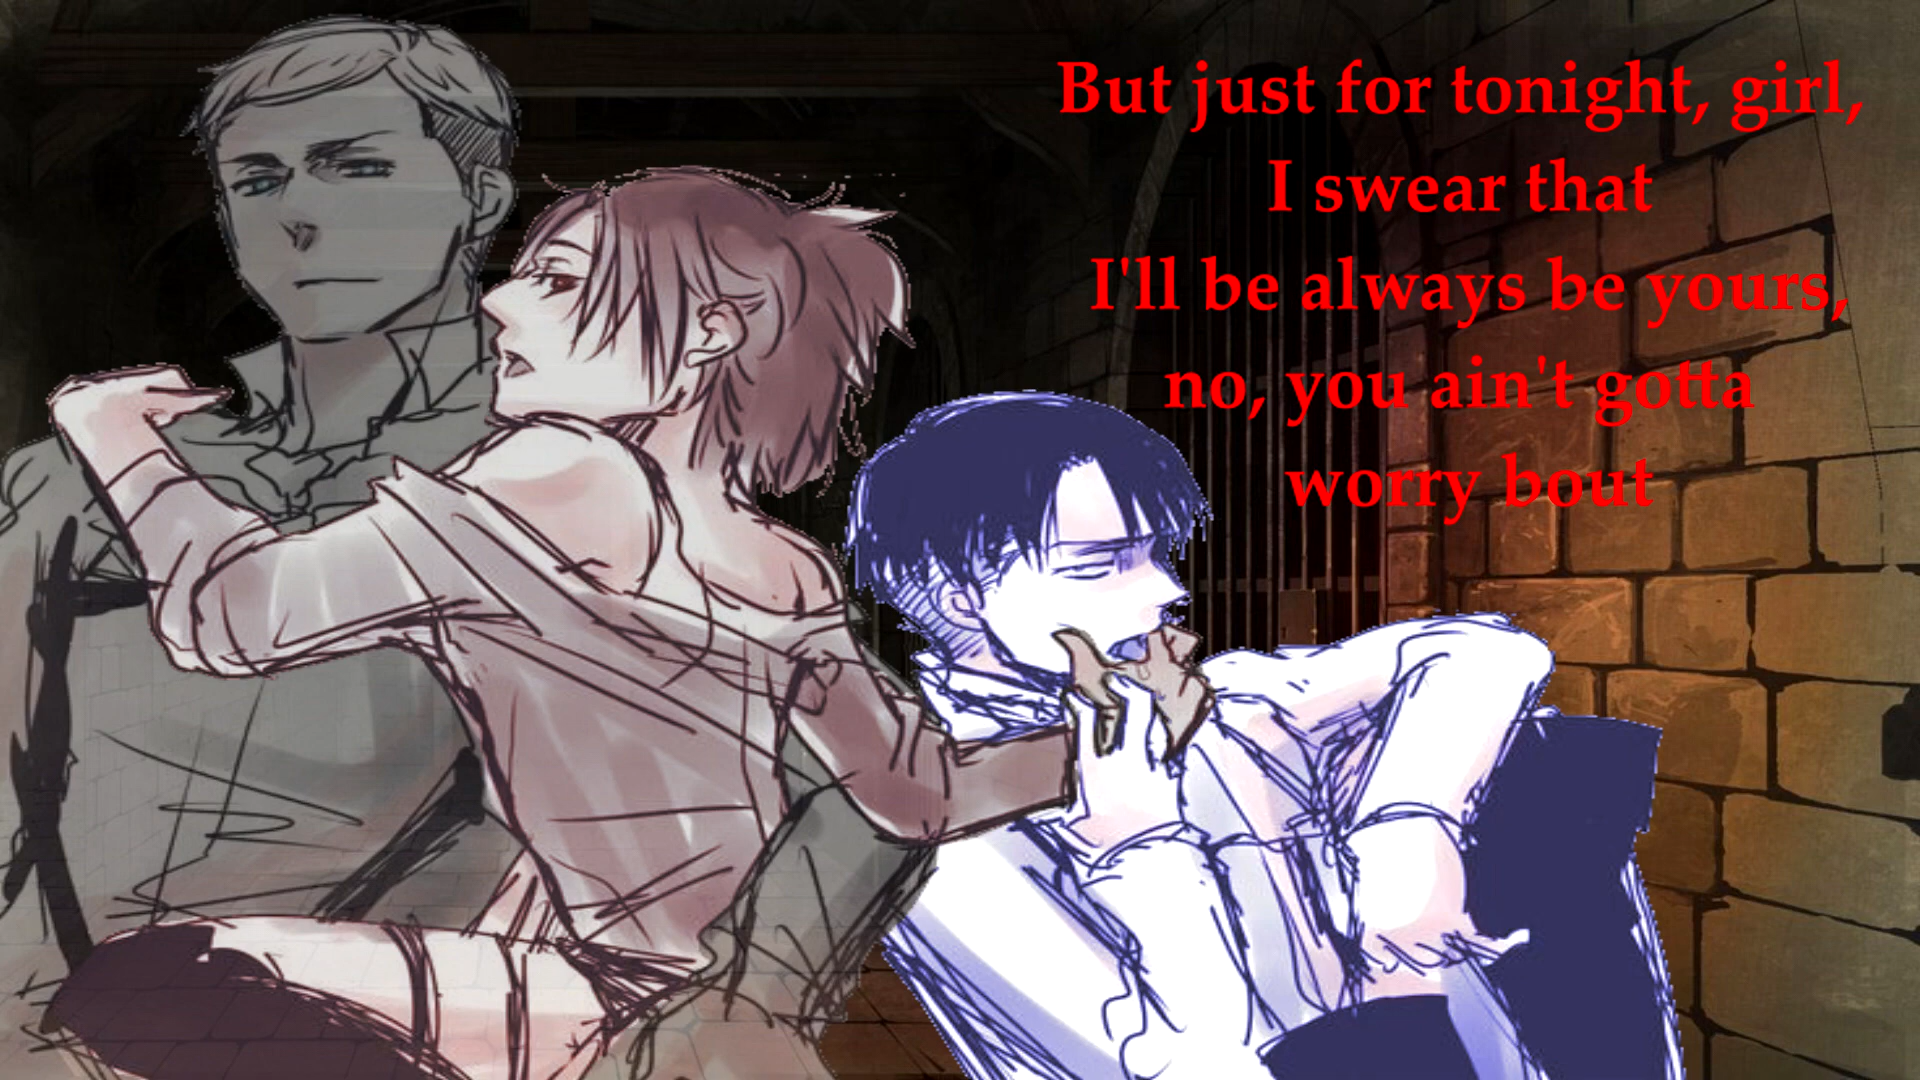 But just for tonight, girl,
I swear that
I'll be always be yours,
no, you ain't gotta
worry bout